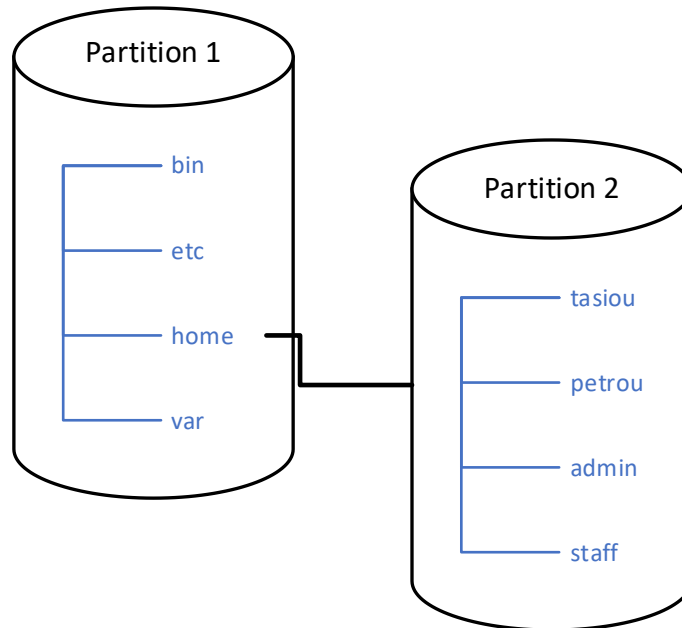 Partition 1
bin
etc
home
var
Partition 2
tasiou
petrou
admin
staff